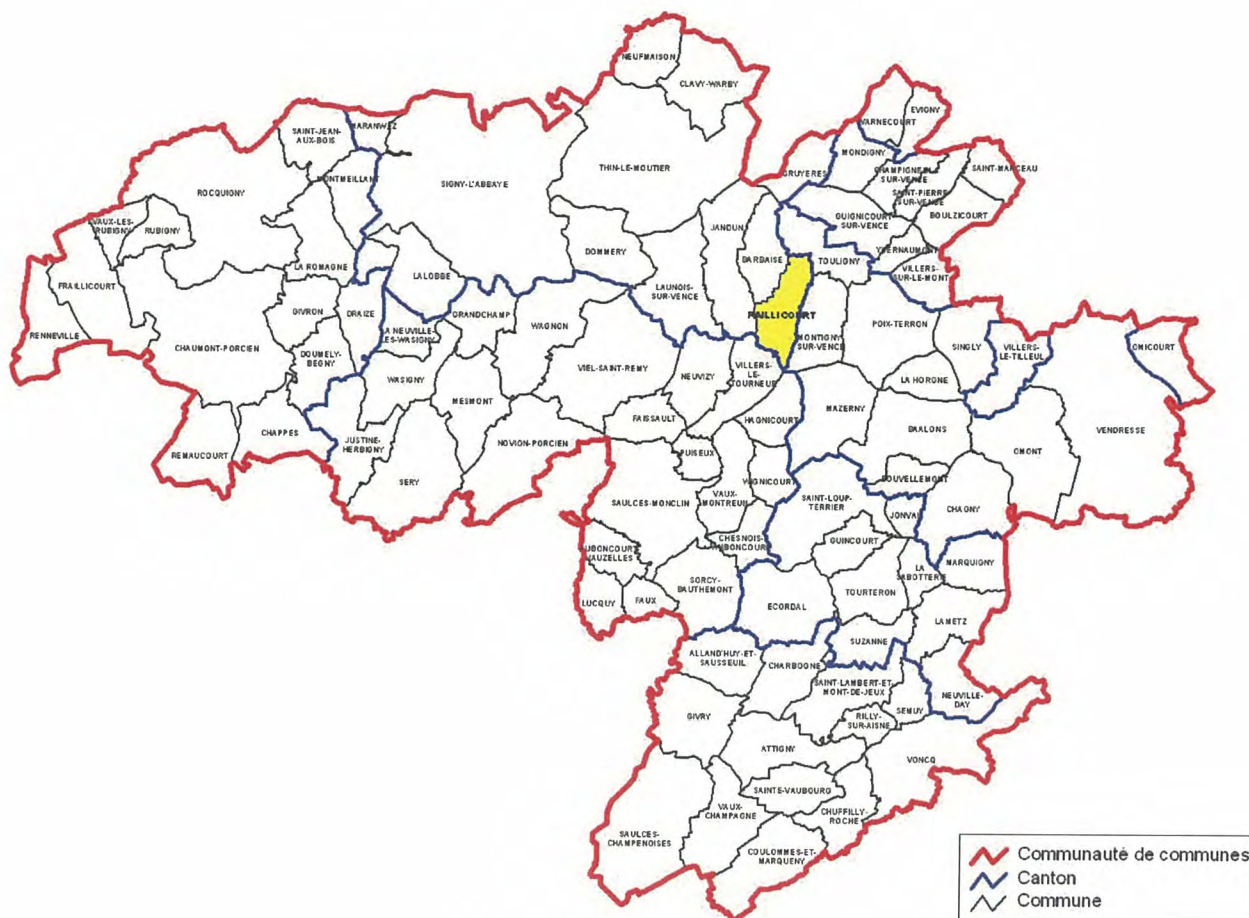 NEUFMAISON
CLAVY-WARBY
EVIGNY
WARNECOURT
SAINT-JEAN-
AUX-BOIS
MARANWEZ
MONDIGNY
THIN-LE-MOUTIER
GRUYERES
CHAMPIGNEUL
SUR-VENCE
SAINT-MARCEAU
MONTMEILLANT
SIGNY-L'ABBAYE
ROCQUIGNY
SAINT-PIERRE
SUR-VENCE
BOULZICOURT
GUIGNICOURT
SUR-VENCE
VAUX-LES-
RUBIGNY
RUBIGNY
JANDUN
YVERNAUMONT
DOMMERY
BARBAISE
TOULIGNY
VILLERS-
SUR-LE-MONT
LA ROMAGNE
LALOBBE
LAUNOIS-
SUR-VENCE
FRAILLICOURT
GIVRON
DRAIZE
GRANDCHAMP
RAILLICOURT
WAGNON
POIX-TERRON
RENNEVILLE
LA NEUVILLE-
LES-WASIGNY
MONTIGNY-
SUR-VENCE
SINGLY
VILLERS-
LE-TILLEUL
OMICOURT
CHAUMONT-PORCIEN
DOUMELY-
BEGNY
WASIGNY
VIEL-SAINT-REMY
NEUVIZY
VILLERS-
LE-
TOURNEUR
LA HORGNE
MESMONT
MAZERNY
FAISSAULT
HAGNICOURT
BAALONS
VENDRESSE
CHAPPES
JUSTINE-
HERBIGNY
NOVION-PORCIEN
OMONT
REMAUCOURT
PUISEUX
SERY
BOUVELLEMONT
WIGNICOURT
SAULCES-MONCLIN
VAUX-
MONTREUIL
SAINT-LOUP-
TERRIER
JONVAL
CHAGNY
CHESNOIS-
AUBONCOURT
GUINCOURT
AUBONCOURT
VAUZELLES
MARQUIGNY
LA
SABOTTERIE
SORCY-
BAUTHEMONT
TOURTERON
LUCQUY
FAUX
ECORDAL
LAMETZ
SUZANNE
ALLAND'HUY-ET-
SAUSSEUIL
CHARBOGNE
SAINT-LAMBERT-ET-
MONT-DE-JEUX
NEUVILLE-
DAY
SEMUY
GIVRY
RILLY-
SUR-AISNE
ATTIGNY
VONCQ
SAINTE-VAUBOURG
VAUX-
CHAMPAGNE
CHUFFILLY-
ROCHE
SAULCES-
CHAMPENOISES
COULOMMES-ET-
MARQUENY
Communauté de communes
Canton
Commune